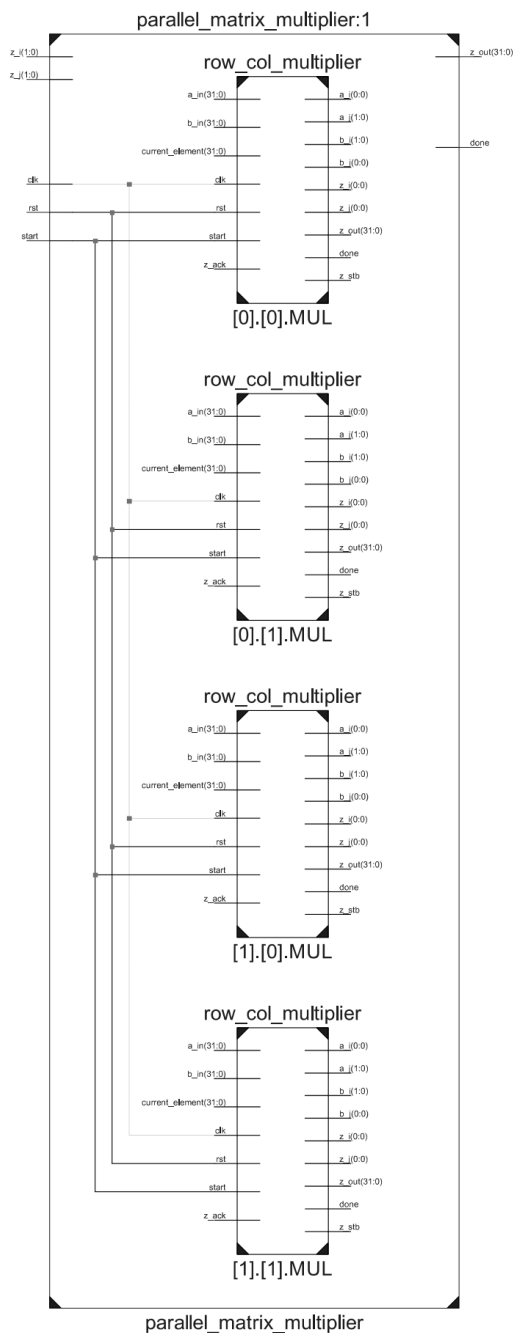 parallel_matrix_multiplier:1
z_i(1:0)
z_out(31:0)
z_j(1:0)
done
clk
rst
start
row_col_multiplier
a_in(31:0)
a_i(0:0)
a_j(1:0)
b_in(31:0)
b_i(1:0)
current_element(31:0)
b_j(0:0)
clk
z_i(0:0)
rst
z_j(0:0)
start
z_out(31:0)
done
z_ack
z_stb
[0].[0].MUL
row_col_multiplier
a_in(31:0)
a_i(0:0)
a_j(1:0)
b_in(31:0)
b_i(1:0)
current_element(31:0)
b_j(0:0)
clk
z_i(0:0)
rst
z_j(0:0)
start
z_out(31:0)
done
z_ack
z_stb
[0].[1].MUL
row_col_multiplier
a_in(31:0)
a_i(0:0)
a_j(1:0)
b_in(31:0)
b_i(1:0)
current_element(31:0)
b_j(0:0)
clk
z_i(0:0)
rst
z_j(0:0)
start
z_out(31:0)
done
z_ack
z_stb
[1].[0].MUL
row_col_multiplier
a_in(31:0)
a_i(0:0)
a_j(1:0)
b_in(31:0)
b_i(1:0)
current_element(31:0)
b_j(0:0)
clk
z_i(0:0)
rst
z_j(0:0)
start
z_out(31:0)
done
z_ack
z_stb
[1].[1].MUL
parallel_matrix_multiplier